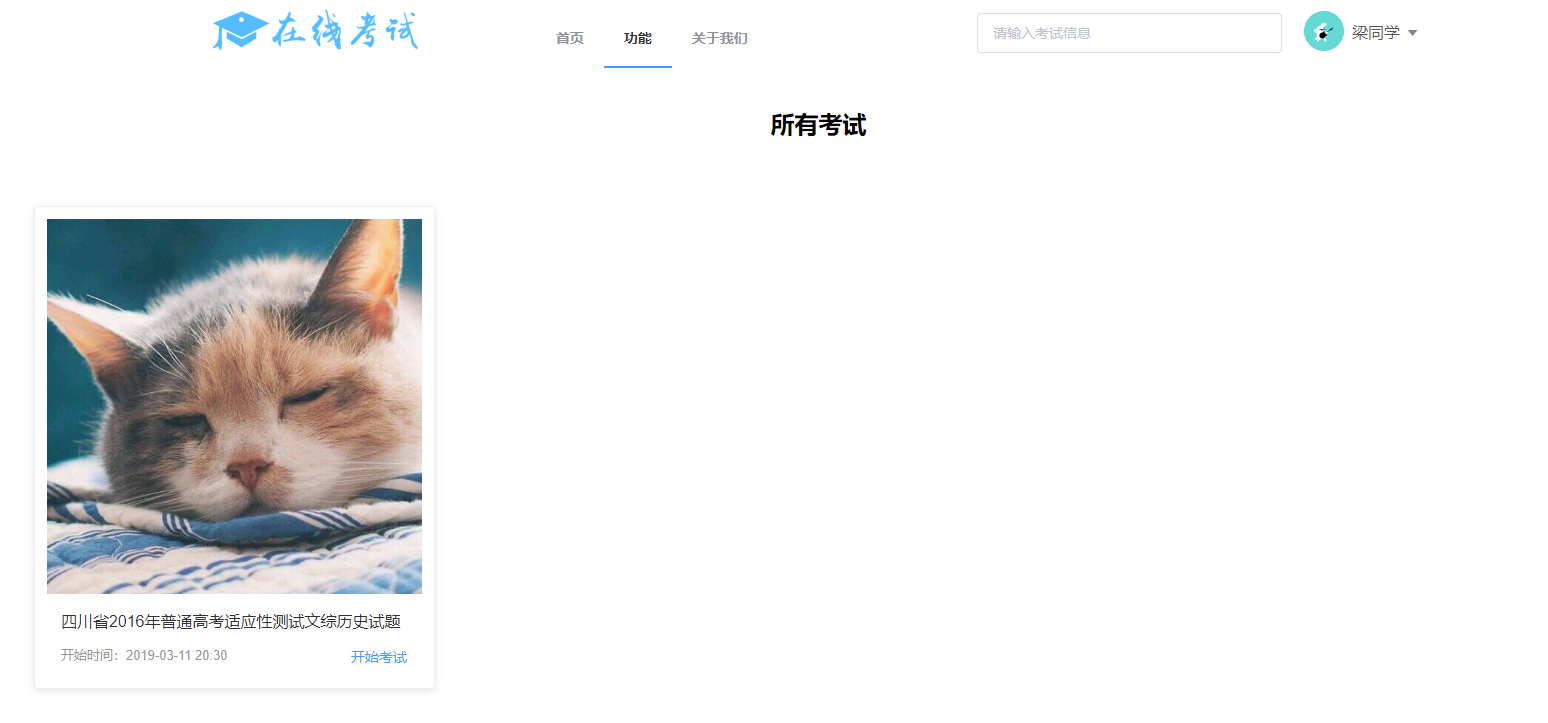 在线考试
首页 功能 关于我们
请输入考试信息
梁同学
所有考试
四川省2016年普通高考适应性测试文综历史试题
开始时间：2019-03-11 20:30
开始考试